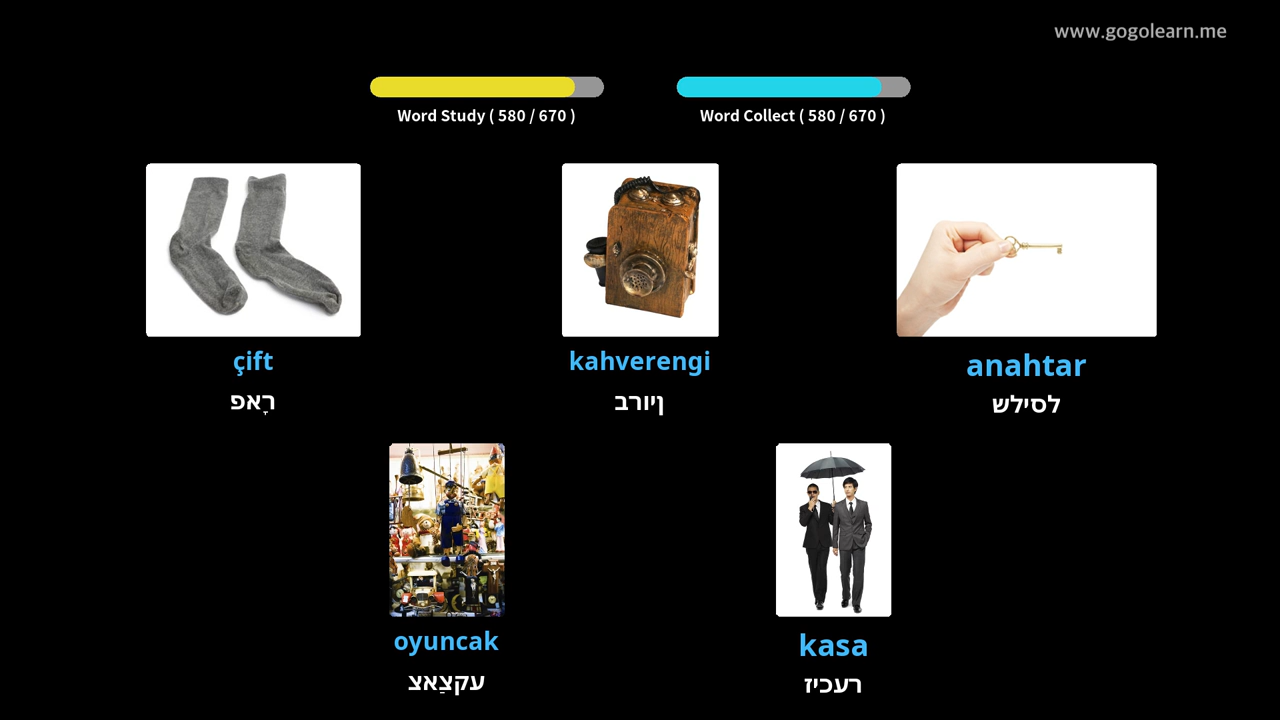 www.gogolearn.me
Word Study ( 580 / 670 )
Word Collect ( 580 / 670 )
çift
kahverengi
anahtar
רָאפ
ןיורב
לסילש
oyuncak
kasa
עקצַאצ
רעכיז